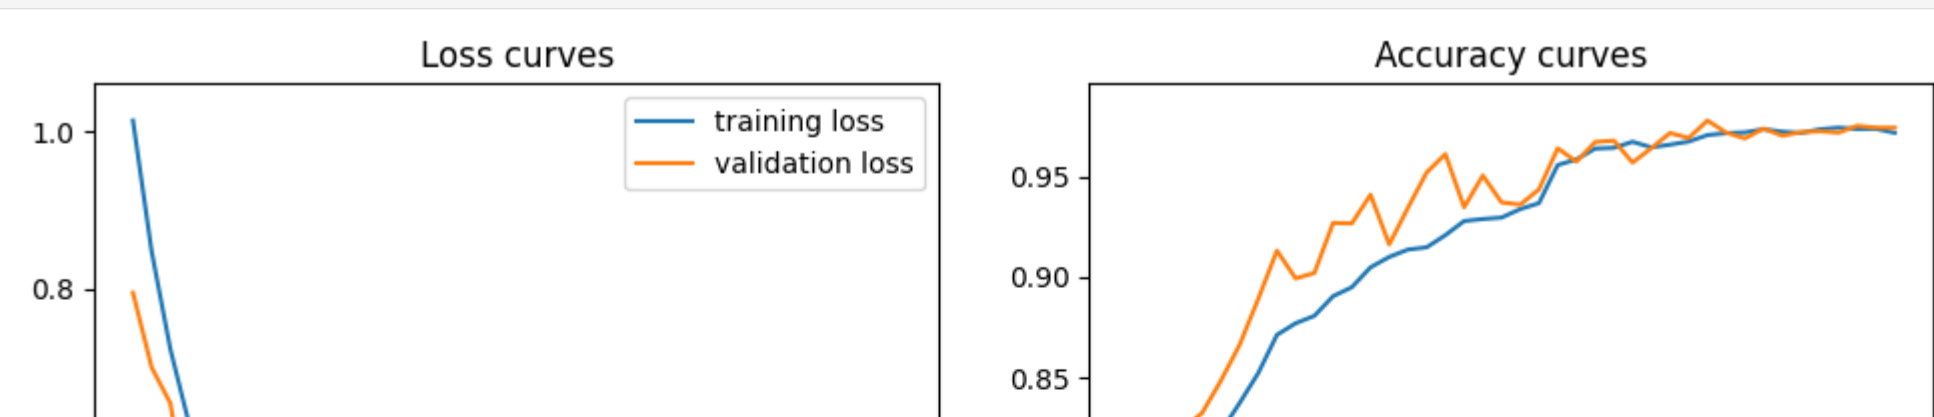 Loss curves
training loss
validation loss
1.0
0.8
Accuracy curves
0.95
0.90
0.85